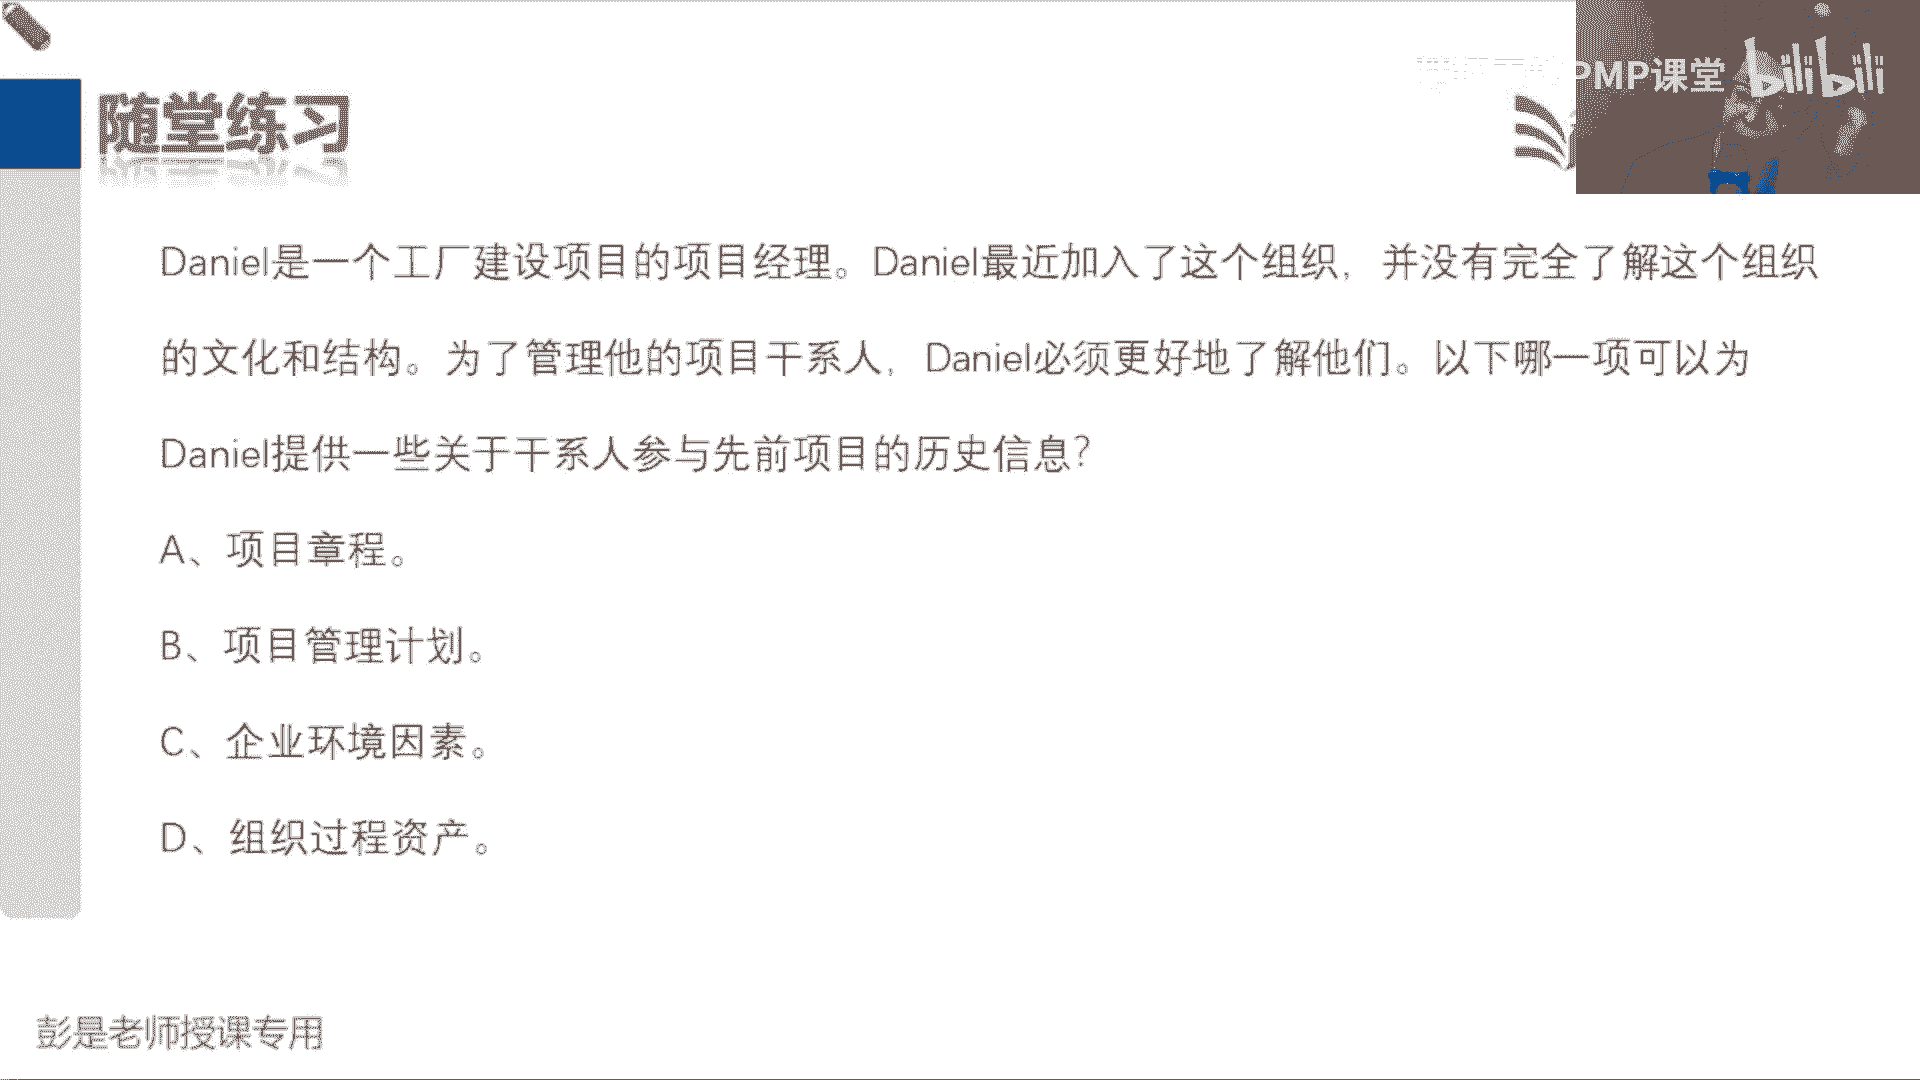 PMP课堂 bilibili
随堂练习
Daniel是一个工厂建设项目的项目经理。Daniel最近加入了这个组织，并没有完全了解这个组织
的文化和结构。为了管理他的项目干系人，Daniel必须更好地了解他们。以下哪一项可以为
Daniel提供一些关于干系人参与先前项目的历史信息？
A、项目章程。
B、项目管理计划。
C、企业环境因素。
D、组织过程资产。
彭是老师授课专用